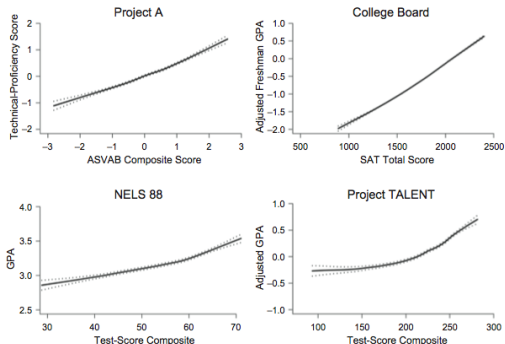 Project A
Technical-Proficiency Score
2
1
0
−1
−2
−3 −2 −1 0 1 2 3
ASVAB Composite Score
College Board
Adjusted Freshman GPA
1.0
0.5
0.0
−0.5
−1.0
−1.5
−2.0
500 1000 1500 2000 2500
SAT Total Score
NELS 88
GPA
4.0
3.5
3.0
2.5
30 40 50 60 70
Test-Score Composite
Project TALENT
Adjusted GPA
1.0
0.5
0.0
−0.5
−1.0
100 150 200 250 300
Test-Score Composite